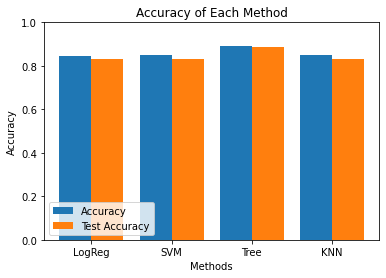 Accuracy of Each Method
Accuracy
1.0
0.8
0.6
0.4
0.2
0.0
Accuracy
Test Accuracy
LogReg SVM Tree KNN
Methods